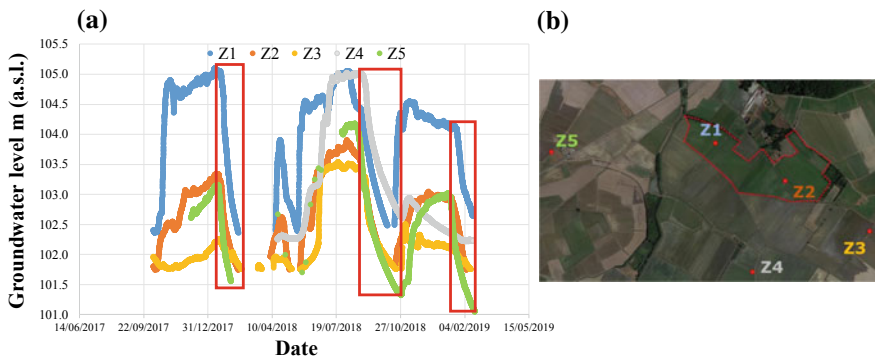 (a)
(b)
Z1 Z2 Z3 Z4 Z5
Groundwater level m (a.s.l.)
105.5
105.0
104.5
104.0
103.5
103.0
102.5
102.0
101.5
101.0
14/06/2017 22/09/2017 31/12/2017 10/04/2018 19/07/2018 27/10/2018 04/02/2019 15/05/2019
Date
Z1
Z5
Z2
Z3
Z4